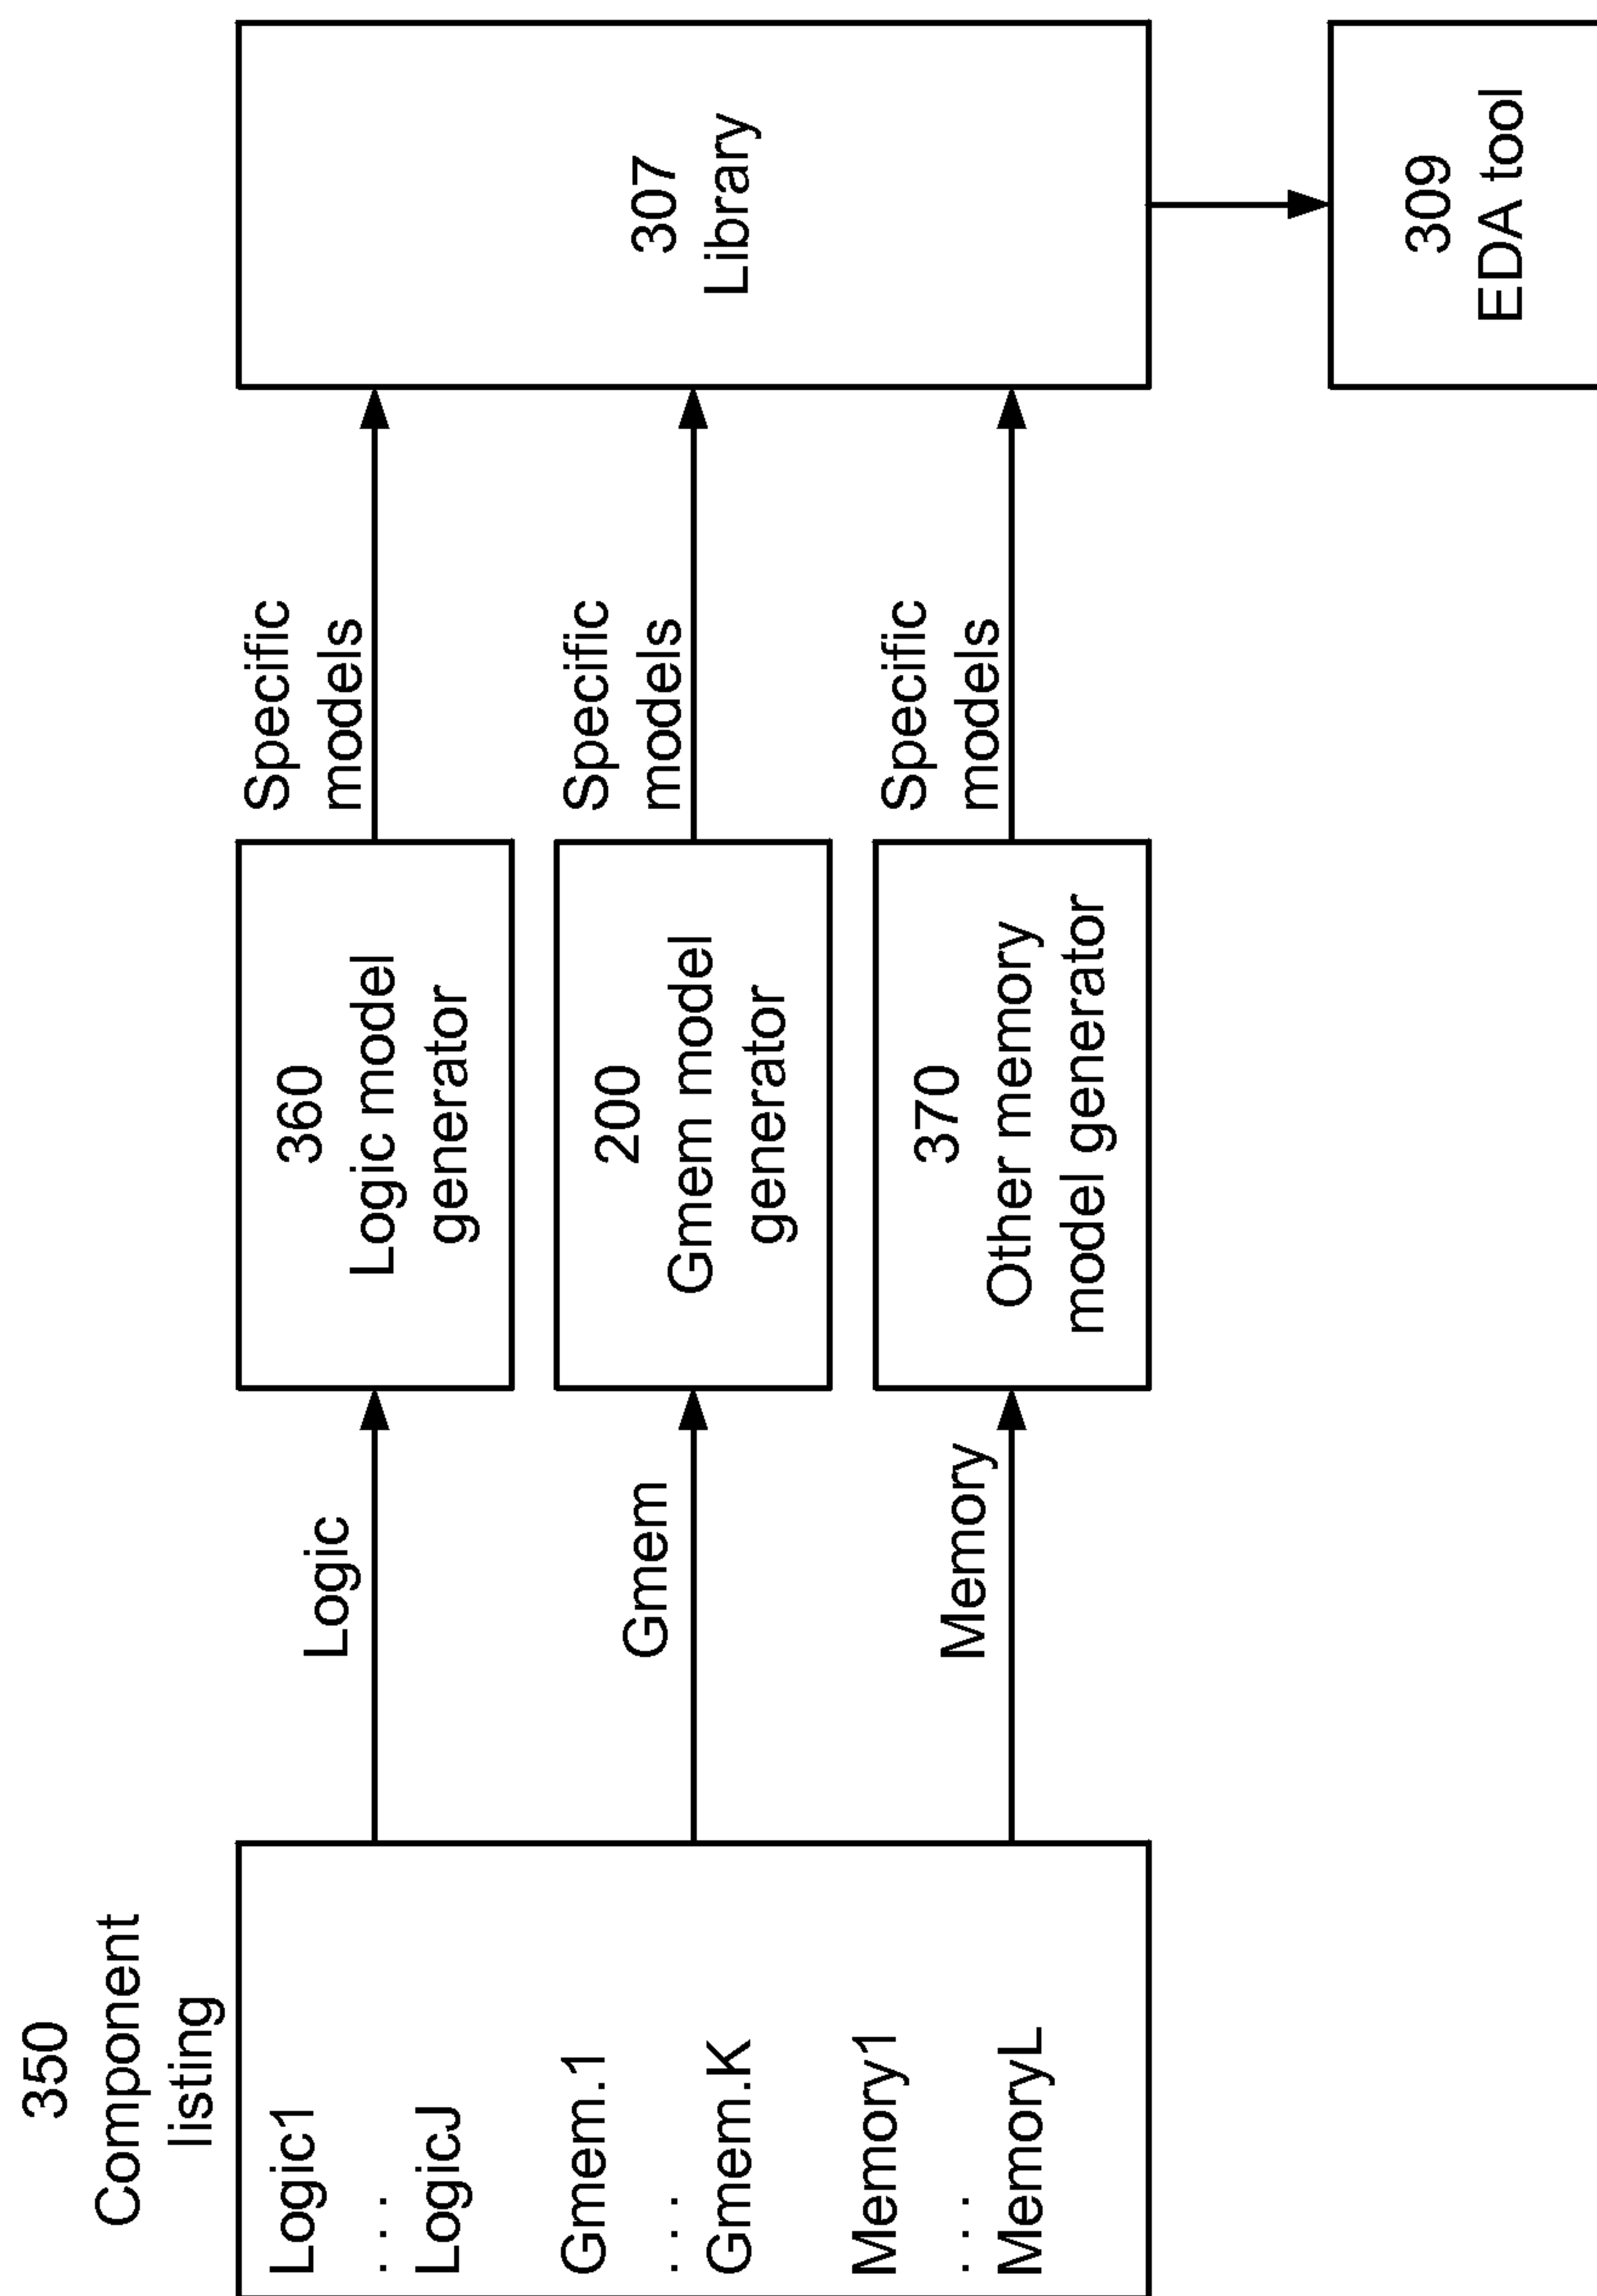 350
Component
listing
Logic1
. . .
LogicJ
Gmem.1
. . .
Gmem.K
Memory1
. . .
MemoryL
Logic
Gmem
Memory
360
Logic model
generator
200
Gmem model
generator
370
Other memory
model generator
Specific
models
Specific
models
Specific
models
307
Library
309
EDA tool